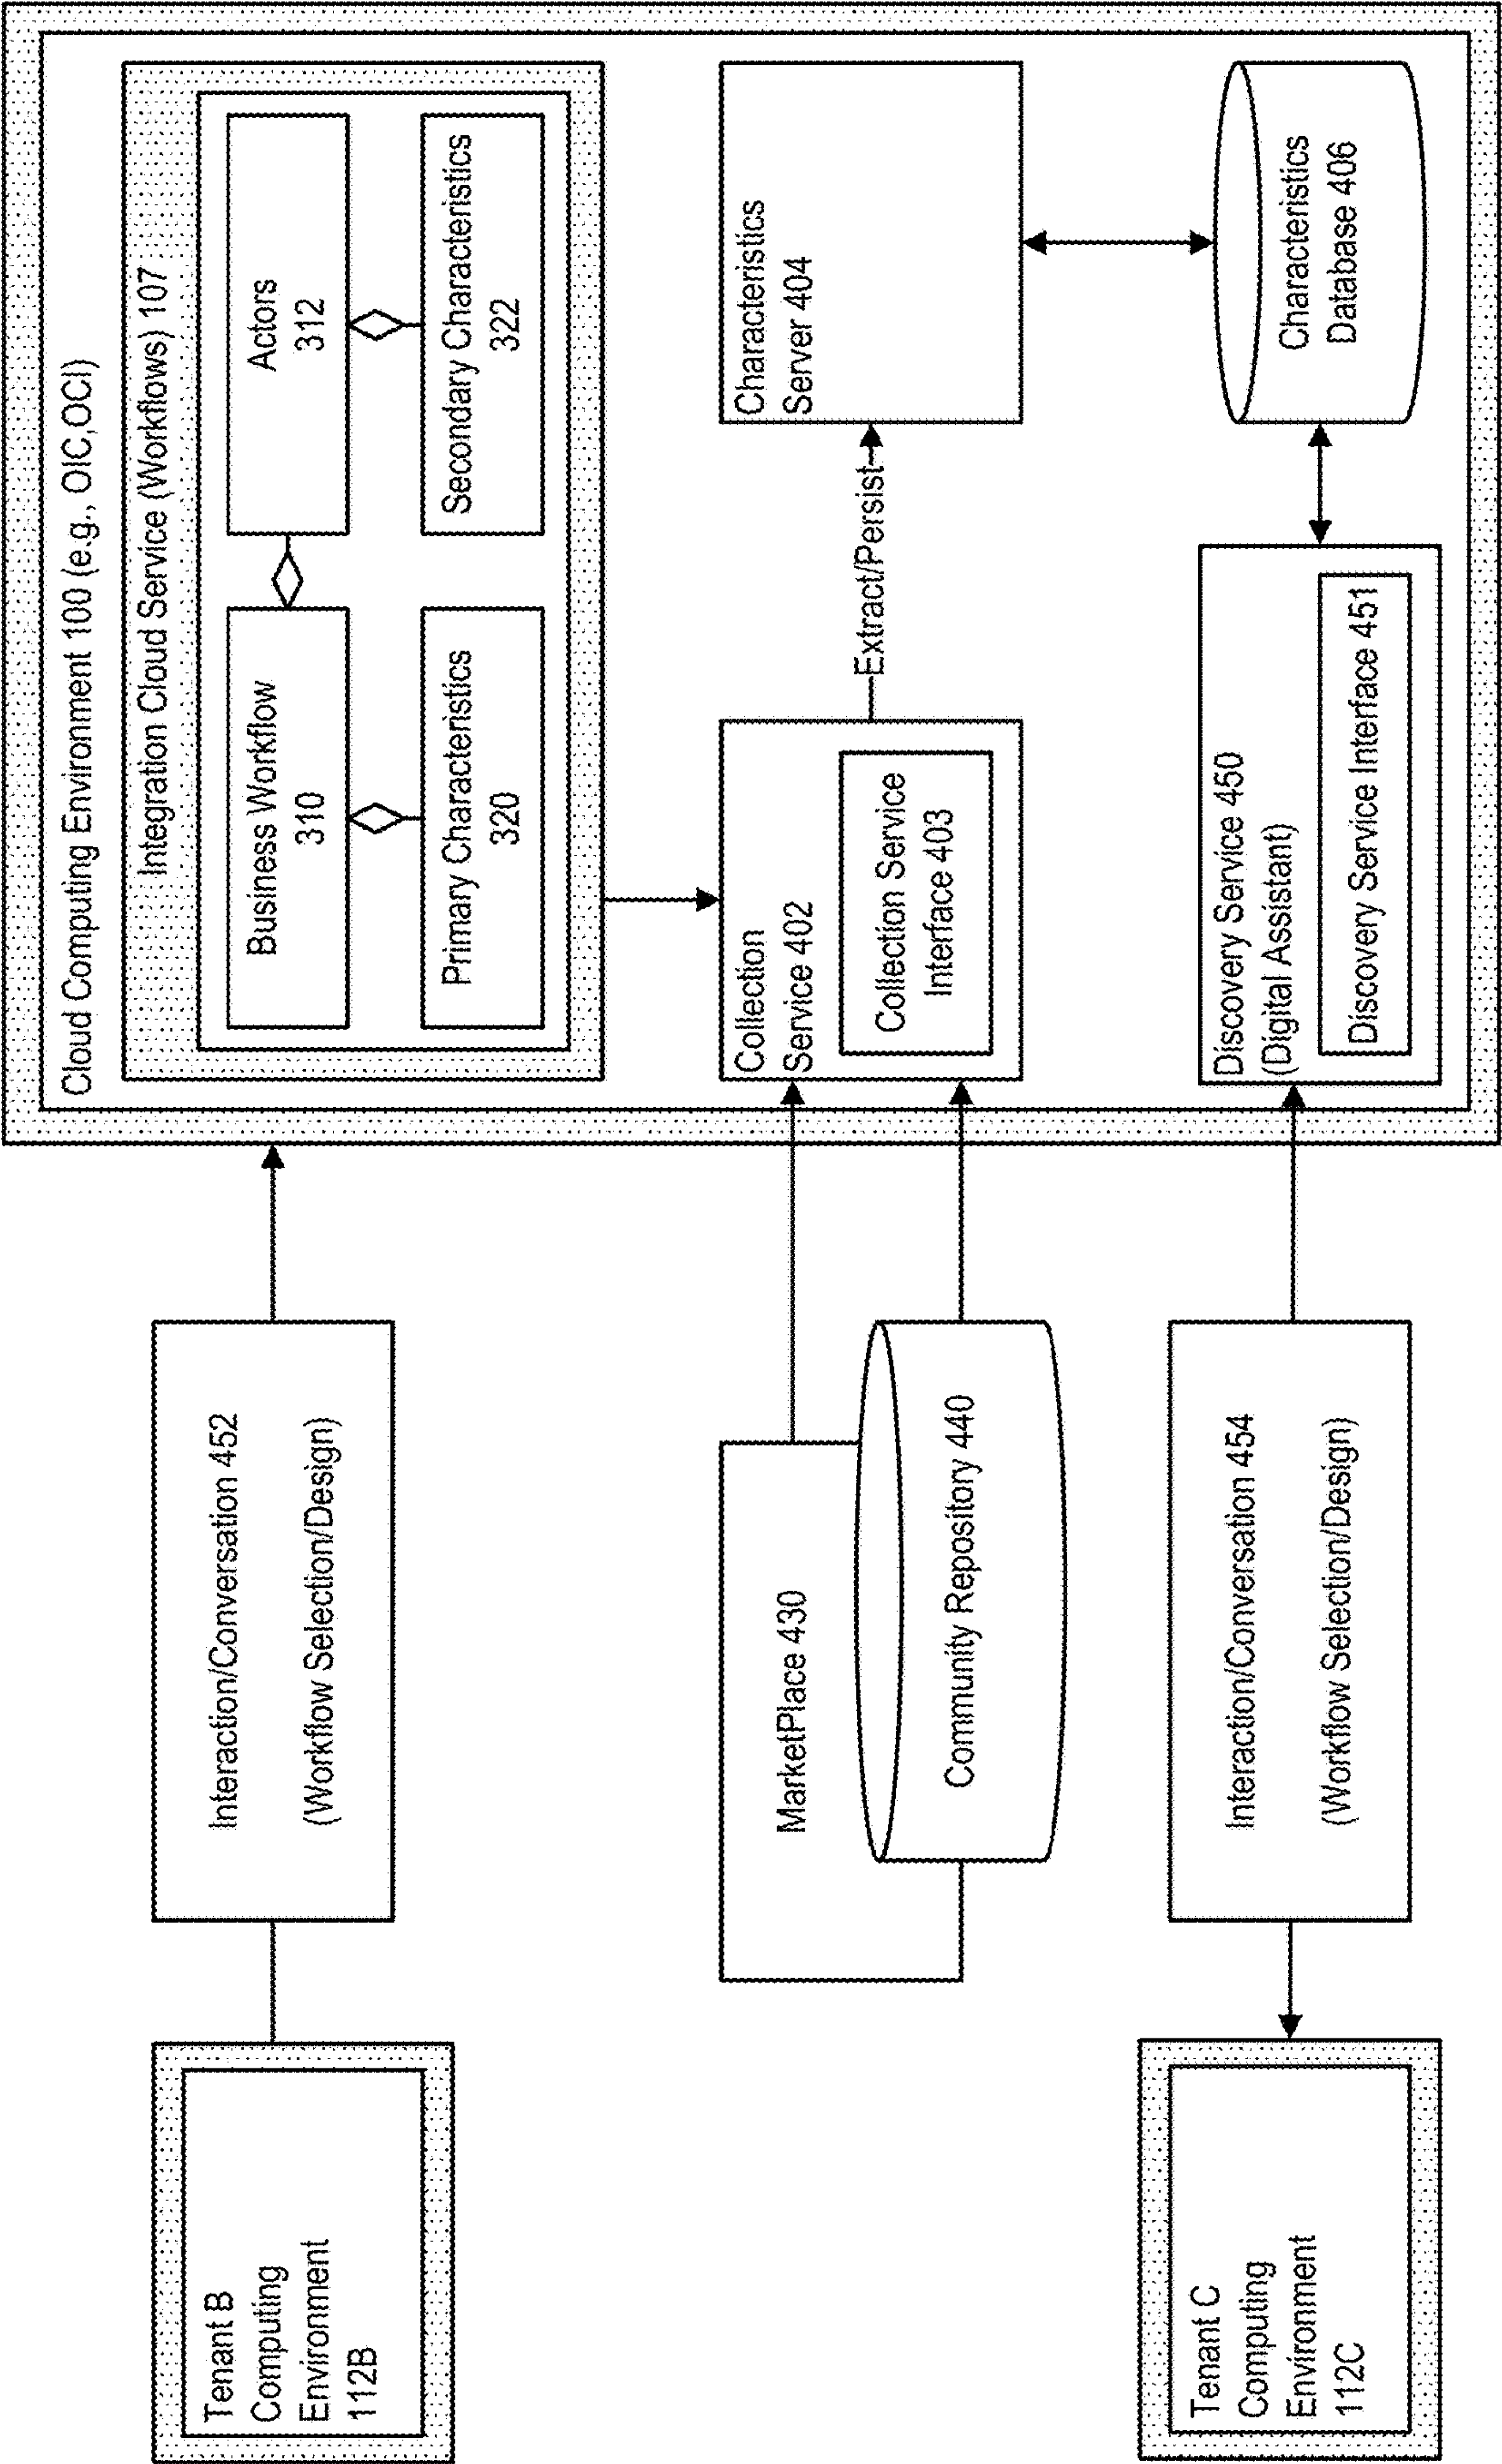 Cloud Computing Environment 100 (e.g., OIC,OCI)
Integration Cloud Service (Workflows) 107
Business Workflow
310
Actors
312
Primary Characteristics
320
Secondary Characteristics
322
Tenant B
Computing
Environment
112B
Interaction/Conversation 452
(Workflow Selection/Design)
MarketPlace 430
Community Repository 440
Collection
Service 402
Collection Service
Interface 403
Extract/Persist
Characteristics
Server 404
Tenant C
Computing
Environment
112C
Interaction/Conversation 454
(Workflow Selection/Design)
Discovery Service 450
(Digital Assistant)
Discovery Service Interface 451
Characteristics
Database 406